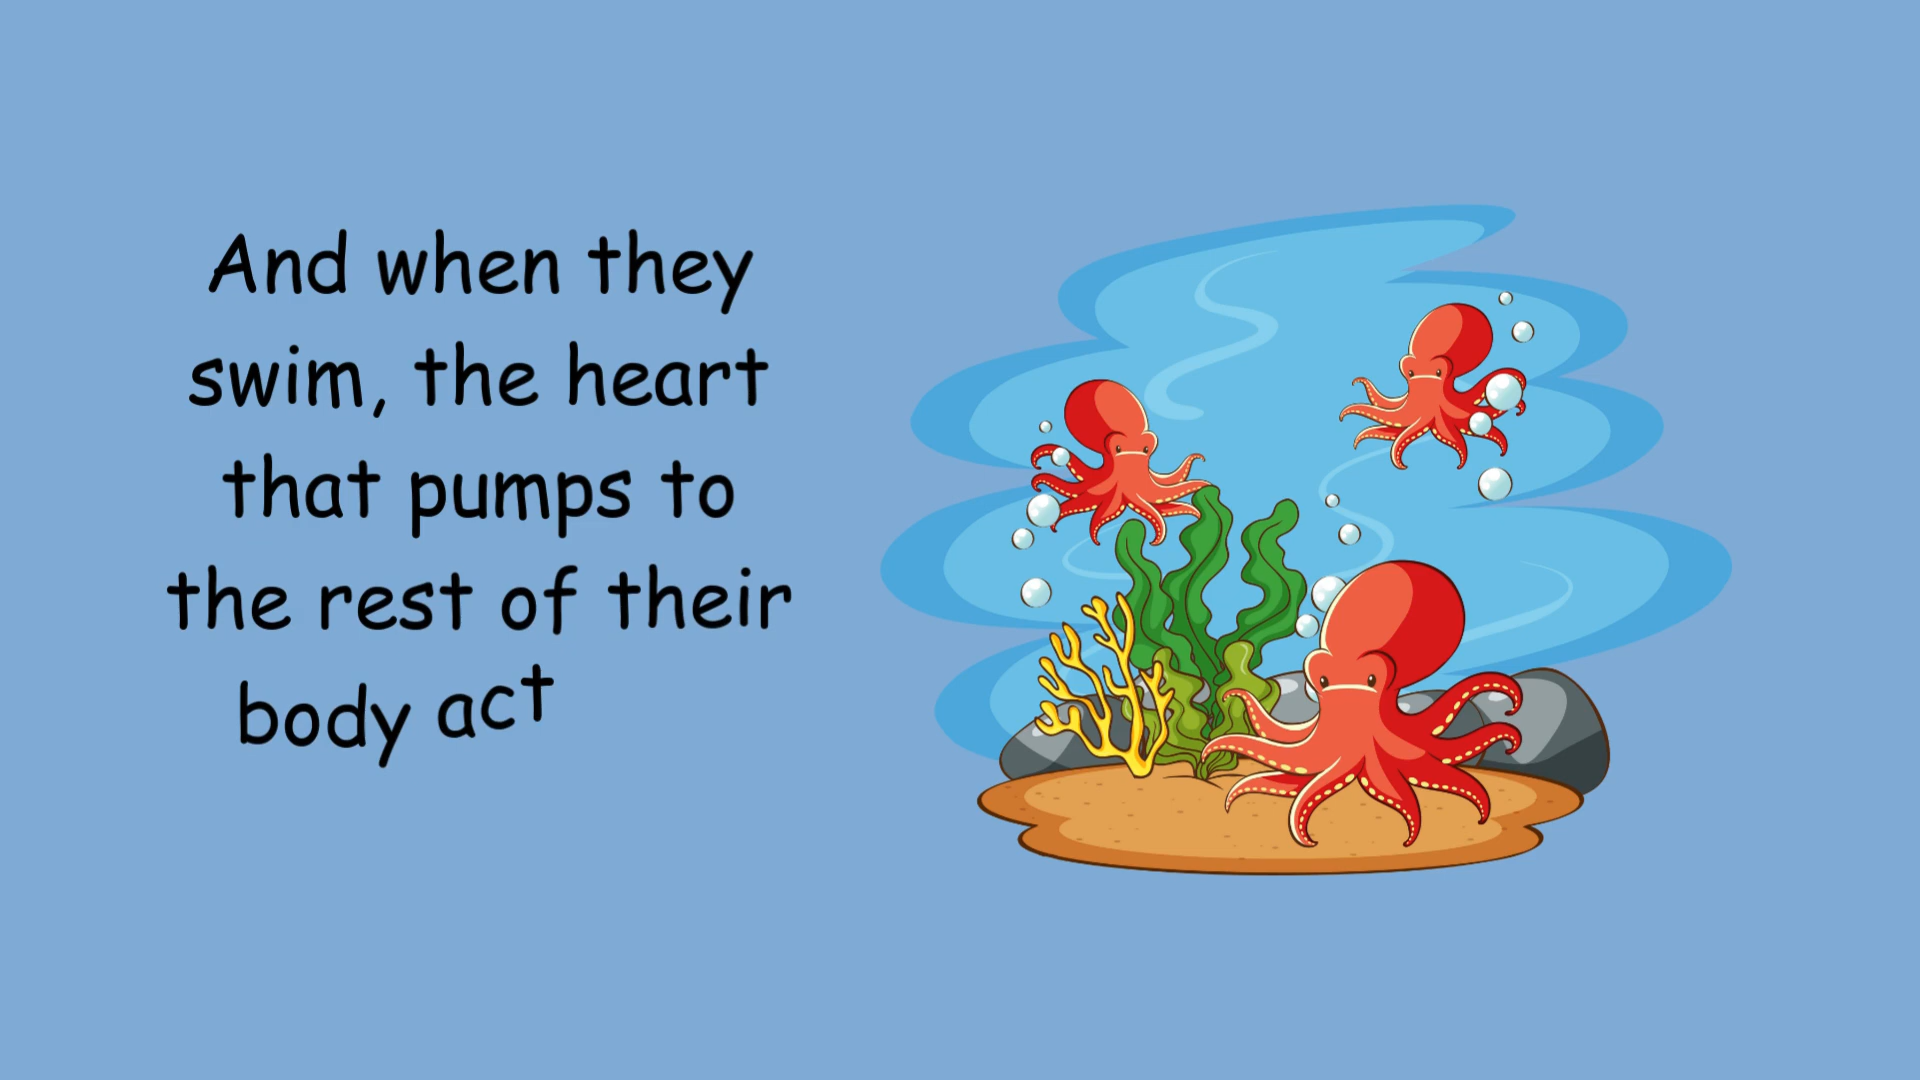 And when they
swim, the heart
that pumps to
the rest of their
body act